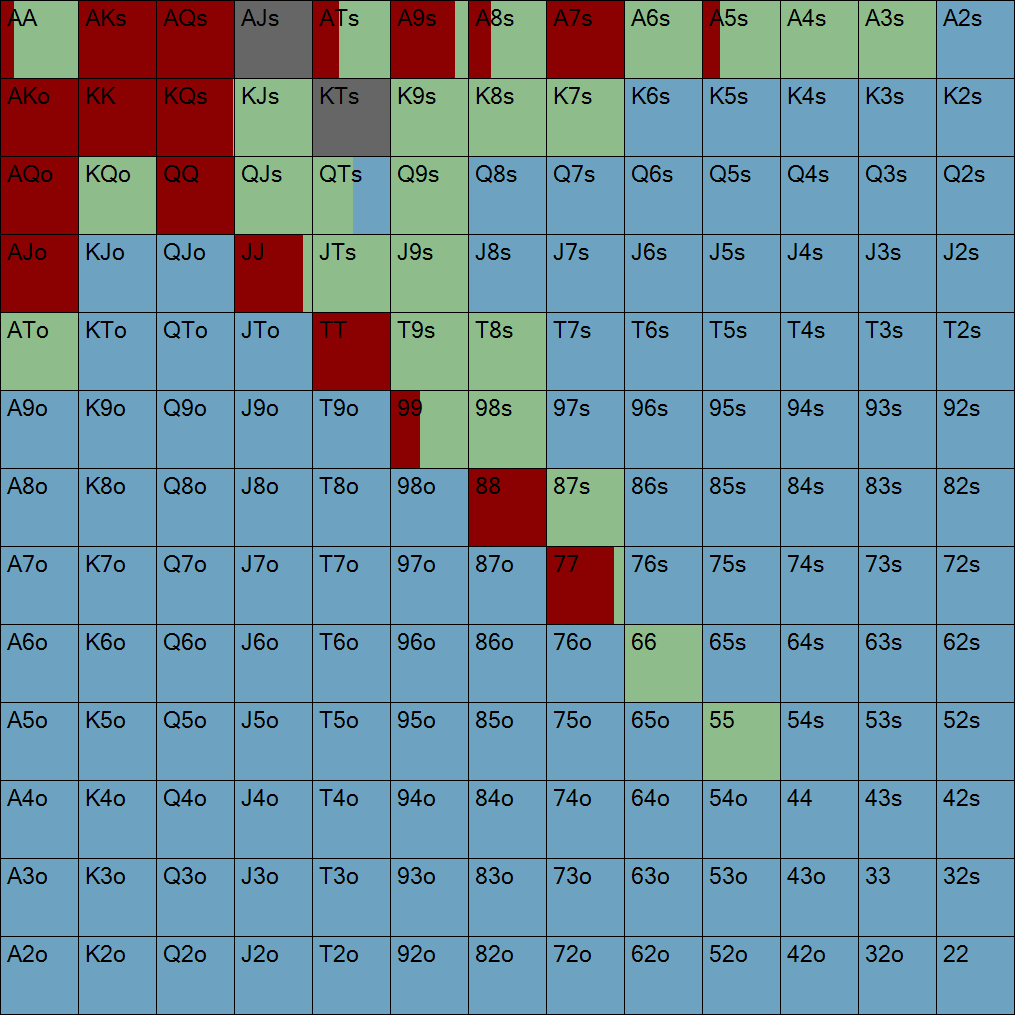 AA AKs AQs AJs ATs A9s A8s A7s A6s A5s A4s A3s A2s
AKo KK KQs KJs KTs K9s K8s K7s K6s K5s K4s K3s K2s
AQo KQo QQ QJs QTs Q9s Q8s Q7s Q6s Q5s Q4s Q3s Q2s
AJo KJo QJo JJ JTs J9s J8s J7s J6s J5s J4s J3s J2s
ATo KTo QTo JTo TT T9s T8s T7s T6s T5s T4s T3s T2s
A9o K9o Q9o J9o T9o 99 98s 97s 96s 95s 94s 93s 92s
A8o K8o Q8o J8o T8o 98o 88 87s 86s 85s 84s 83s 82s
A7o K7o Q7o J7o T7o 97o 87o 77 76s 75s 74s 73s 72s
A6o K6o Q6o J6o T6o 96o 86o 76o 66 65s 64s 63s 62s
A5o K5o Q5o J5o T5o 95o 85o 75o 65o 55 54s 53s 52s
A4o K4o Q4o J4o T4o 94o 84o 74o 64o 54o 44 43s 42s
A3o K3o Q3o J3o T3o 93o 83o 73o 63o 53o 43o 33 32s
A2o K2o Q2o J2o T2o 92o 82o 72o 62o 52o 42o 32o 22